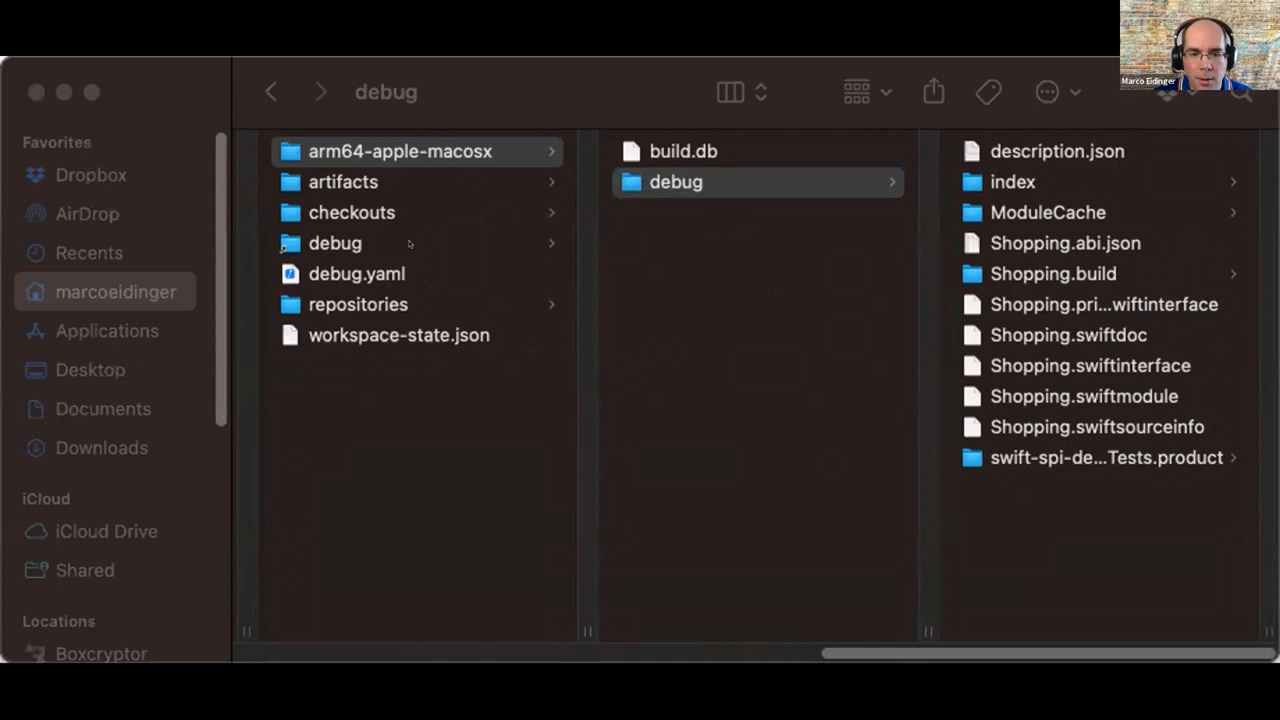 Marco Eidinger
debug
Favorites
Dropbox
AirDrop
Recents
marcoeidinger
Applications
Desktop
Documents
Downloads
iCloud
iCloud Drive
Shared
Locations
Boxcryptor
arm64-apple-macosx
artifacts
checkouts
debug
debug.yaml
repositories
workspace-state.json
build.db
debug
description.json
index
ModuleCache
Shopping.abi.json
Shopping.build
Shopping.pri...wiftinterface
Shopping.swiftdoc
Shopping.swiftinterface
Shopping.swiftmodule
Shopping.swiftsourceinfo
swift-spi-de...Tests.product